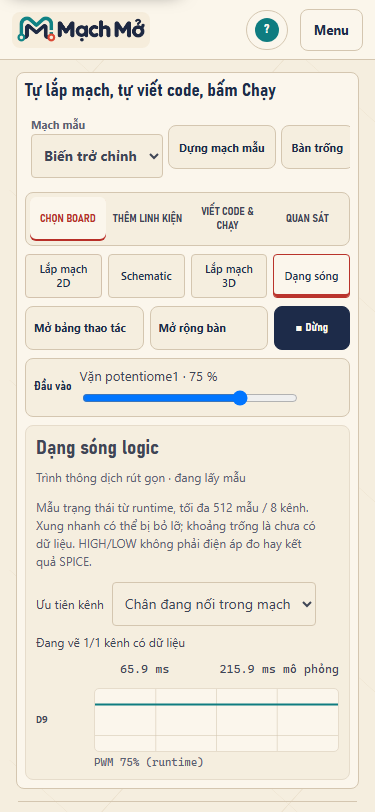 Mạch Mở
?
Menu
Tự lắp mạch, tự viết code, bấm Chạy
Mạch mẫu
Biến trở chỉnh
Dựng mạch mẫu
Bàn trống
CHỌN BOARD
THÊM LINH KIỆN
VIẾT CODE &
CHẠY
QUAN SÁT
Lắp mạch
2D
Schematic
Lắp mạch
3D
Dạng sóng
Mở bảng thao tác
Mở rộng bàn
■ Dừng
Đầu vào
Vặn potentiome1 · 75 %
Dạng sóng logic
Trình thông dịch rút gọn · đang lấy mẫu
Mẫu trạng thái từ runtime, tối đa 512 mẫu / 8 kênh.
Xung nhanh có thể bị bỏ lỡ; khoảng trống là chưa có
dữ liệu. HIGH/LOW không phải điện áp đo hay kết
quả SPICE.
Ưu tiên kênh
Chân đang nối trong mạch
Đang vẽ 1/1 kênh có dữ liệu
65.9 ms
215.9 ms mô phỏng
D9
PWM 75% (runtime)